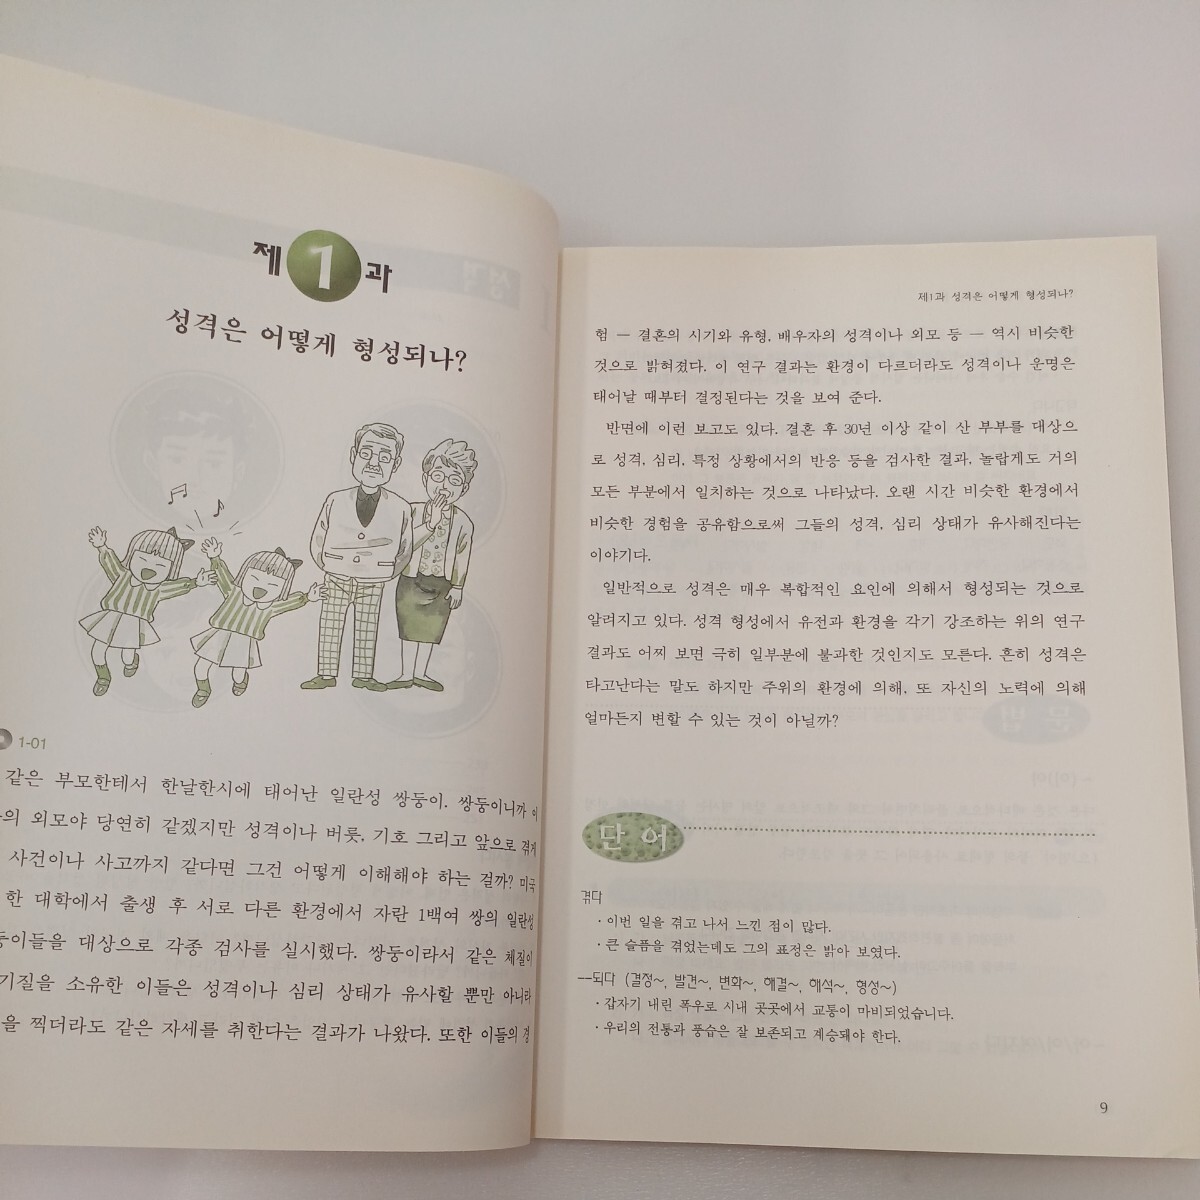 제1과
성격은 어떻게 형성되나?
1-01
같은 부모한테서 한날한시에 태어난 일란성 쌍둥이. 쌍둥이니까 이
의 외모야 당연히 같겠지만 성격이나 버릇, 기호 그리고 앞으로 겪게
사건이나 사고까지 같다면 그건 어떻게 이해해야 하는 걸까? 미국
한 대학에서 출생 후 서로 다른 환경에서 자란 1백여 쌍의 일란성
둥이들을 대상으로 각종 검사를 실시했다. 쌍둥이라서 같은 체질이
기질을 소유한 이들은 성격이나 심리 상태가 유사할 뿐만 아니라
을 찍더라도 같은 자세를 취한다는 결과가 나왔다. 또한 이들의 결
제1과 성격은 어떻게 형성되나?
험 — 결혼의 시기와 유형, 배우자의 성격이나 외모 등 — 역시 비슷한
것으로 밝혀졌다. 이 연구 결과는 환경이 다르더라도 성격이나 운명은
태어날 때부터 결정된다는 것을 보여 준다.
반면에 이런 보고도 있다. 결혼 후 30년 이상 같이 산 부부를 대상으
로 성격, 심리, 특정 상황에서의 반응 등을 검사한 결과, 놀랍게도 거의
모든 부분에서 일치하는 것으로 나타났다. 오랜 시간 비슷한 환경에서
비슷한 경험을 공유함으로써 그들의 성격, 심리 상태가 유사해진다는
이야기다.
일반적으로 성격은 매우 복합적인 요인에 의해서 형성되는 것으로
알려지고 있다. 성격 형성에서 유전과 환경을 각기 강조하는 위의 연구
결과도 어찌 보면 극히 일부분에 불과한 것인지도 모른다. 흔히 성격은
타고난다는 말도 하지만 주위의 환경에 의해, 또 자신의 노력에 의해
얼마든지 변할 수 있는 것이 아닐까?
단어
겪다
· 이번 일을 겪고 나서 느낀 점이 많다.
· 큰 슬픔을 겪었는데도 그의 표정은 밝아 보였다.
--되다 (결정~, 발견~, 변화~, 해결~, 해석~, 형성~)
· 갑자기 내린 폭우로 시내 곳곳에서 교통이 마비되었습니다.
· 우리의 전통과 풍습은 잘 보존되고 계승돼야 한다.
9